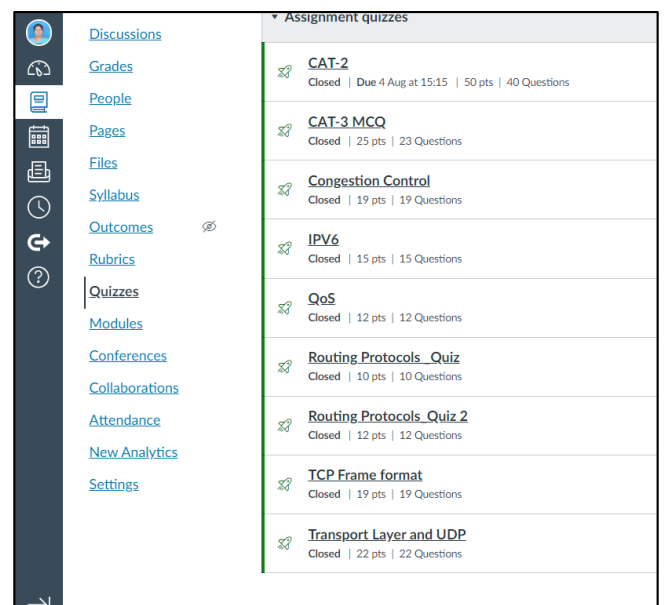 Discussions
Grades
People
Pages
Files
Syllabus
Outcomes
Rubrics
Quizzes
Modules
Conferences
Collaborations
Attendance
New Analytics
Settings
Assignment quizzes
CAT-2
Closed | Due 4 Aug at 15:15 | 50 pts | 40 Questions
CAT-3 MCQ
Closed | 25 pts | 23 Questions
Congestion Control
Closed | 19 pts | 19 Questions
IPV6
Closed | 15 pts | 15 Questions
QoS
Closed | 12 pts | 12 Questions
Routing Protocols _Quiz
Closed | 10 pts | 10 Questions
Routing Protocols_Quiz 2
Closed | 12 pts | 12 Questions
TCP Frame format
Closed | 19 pts | 19 Questions
Transport Layer and UDP
Closed | 22 pts | 22 Questions